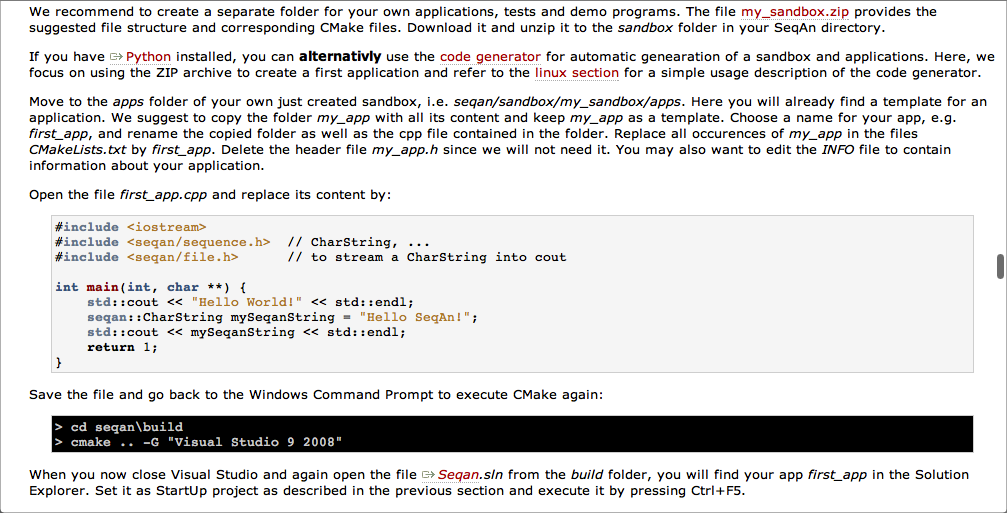 We recommend to create a separate folder for your own applications, tests and demo programs. The file my_sandbox.zip provides the
suggested file structure and corresponding CMake files. Download it and unzip it to the sandbox folder in your SeqAn directory.
If you have Python installed, you can alternativly use the code generator for automatic genearation of a sandbox and applications. Here, we
focus on using the ZIP archive to create a first application and refer to the linux section for a simple usage description of the code generator.
Move to the apps folder of your own just created sandbox, i.e. seqan/sandbox/my_sandbox/apps. Here you will already find a template for an
application. We suggest to copy the folder my_app with all its content and keep my_app as a template. Choose a name for your app, e.g.
first_app, and rename the copied folder as well as the cpp file contained in the folder. Replace all occurences of my_app in the files
CMakeLists.txt by first_app. Delete the header file my_app.h since we will not need it. You may also want to edit the INFO file to contain
information about your application.
Open the file first_app.cpp and replace its content by:
#include <iostream>
#include <seqan/sequence.h>  // CharString, ...
#include <seqan/file.h>      // to stream a CharString into cout
int main(int, char **) {
    std::cout << "Hello World!" << std::endl;
    seqan::CharString mySeqanString = "Hello SeqAn!";
    std::cout << mySeqanString << std::endl;
    return 1;
}
Save the file and go back to the Windows Command Prompt to execute CMake again:
> cd seqan\build
> cmake .. -G "Visual Studio 9 2008"
When you now close Visual Studio and again open the file Seqan.sln from the build folder, you will find your app first_app in the Solution
Explorer. Set it as StartUp project as described in the previous section and execute it by pressing Ctrl+F5.